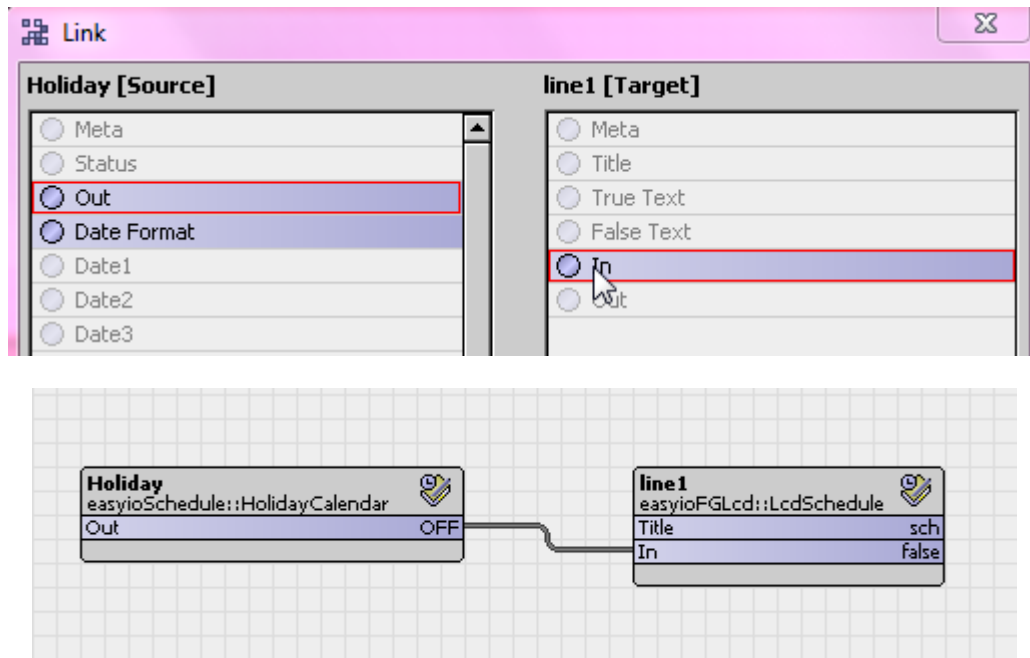 Link
Holiday [Source]
Meta
Status
Out
Date Format
Date1
Date2
Date3
line1 [Target]
Meta
Title
True Text
False Text
In
Out
Holiday
easyioSchedule::HolidayCalendar
Out OFF
line1
easyioFGLcd::LcdSchedule
Title sch
In false